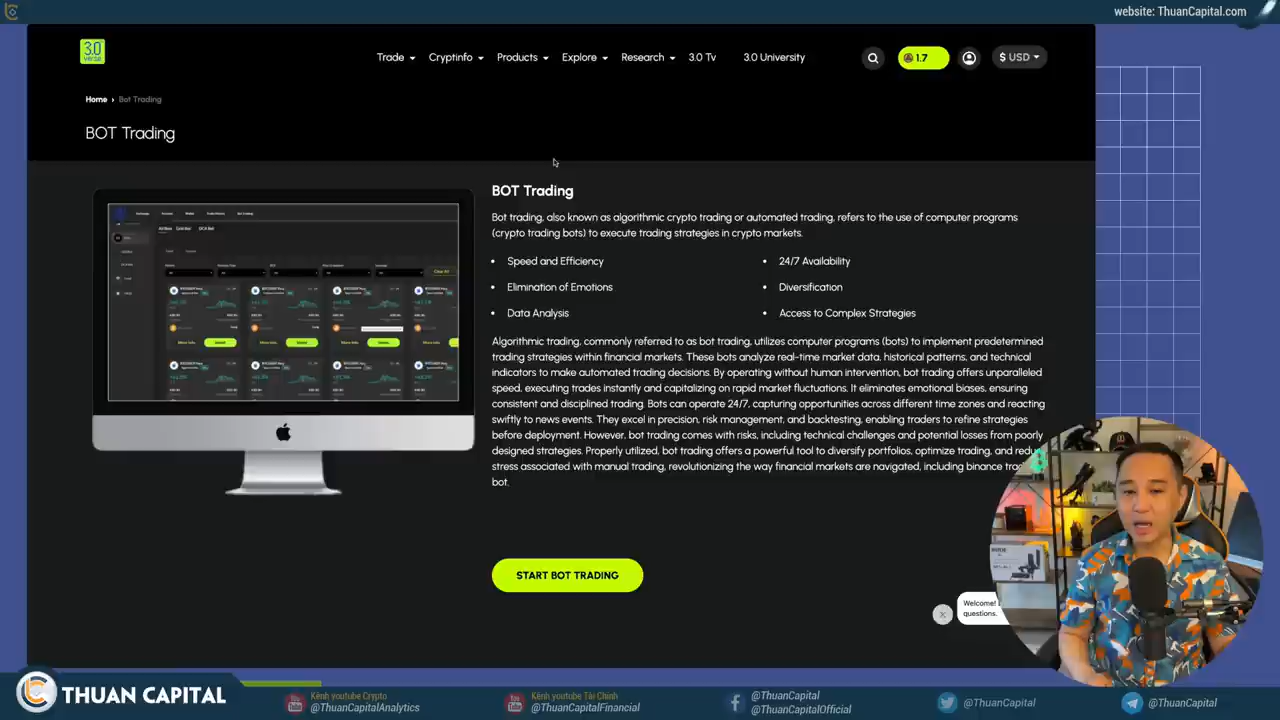 website: ThuanCapital.com
3.0
verse
Trade
Cryptinfo
Products
Explore
Research
3.0 Tv
3.0 University
1.7
$ USD
Home › Bot Trading
BOT Trading
BOT Trading
Bot trading, also known as algorithmic crypto trading or automated trading, refers to the use of computer programs
(crypto trading bots) to execute trading strategies in crypto markets.
• Speed and Efficiency
• 24/7 Availability
• Elimination of Emotions
• Diversification
• Data Analysis
• Access to Complex Strategies
Algorithmic trading, commonly referred to as bot trading, utilizes computer programs (bots) to implement predetermined
trading strategies within financial markets. These bots analyze real-time market data, historical patterns, and technical
indicators to make automated trading decisions. By operating without human intervention, bot trading offers unparalleled
speed, executing trades instantly and capitalizing on rapid market fluctuations. It eliminates emotional biases, ensuring
consistent and disciplined trading. Bots can operate 24/7, capturing opportunities across different time zones and reacting
swiftly to news events. They excel in precision, risk management, and backtesting, enabling traders to refine strategies
before deployment. However, bot trading comes with risks, including technical challenges and potential losses from poorly
designed strategies. Properly utilized, bot trading offers a powerful tool to diversify portfolios, optimize trading, and
stress associated with manual trading, revolutionizing the way financial markets are navigated, including binance
bot.
START BOT TRADING
Welcome!
questions.
THUAN CAPITAL
Kênh youtube Crypto
@ThuanCapitalAnalytics
Kênh youtube Tài Chính
@ThuanCapitalFinancial
@ThuanCapital
@ThuanCapitalOfficial
@ThuanCapital
@ThuanCapital